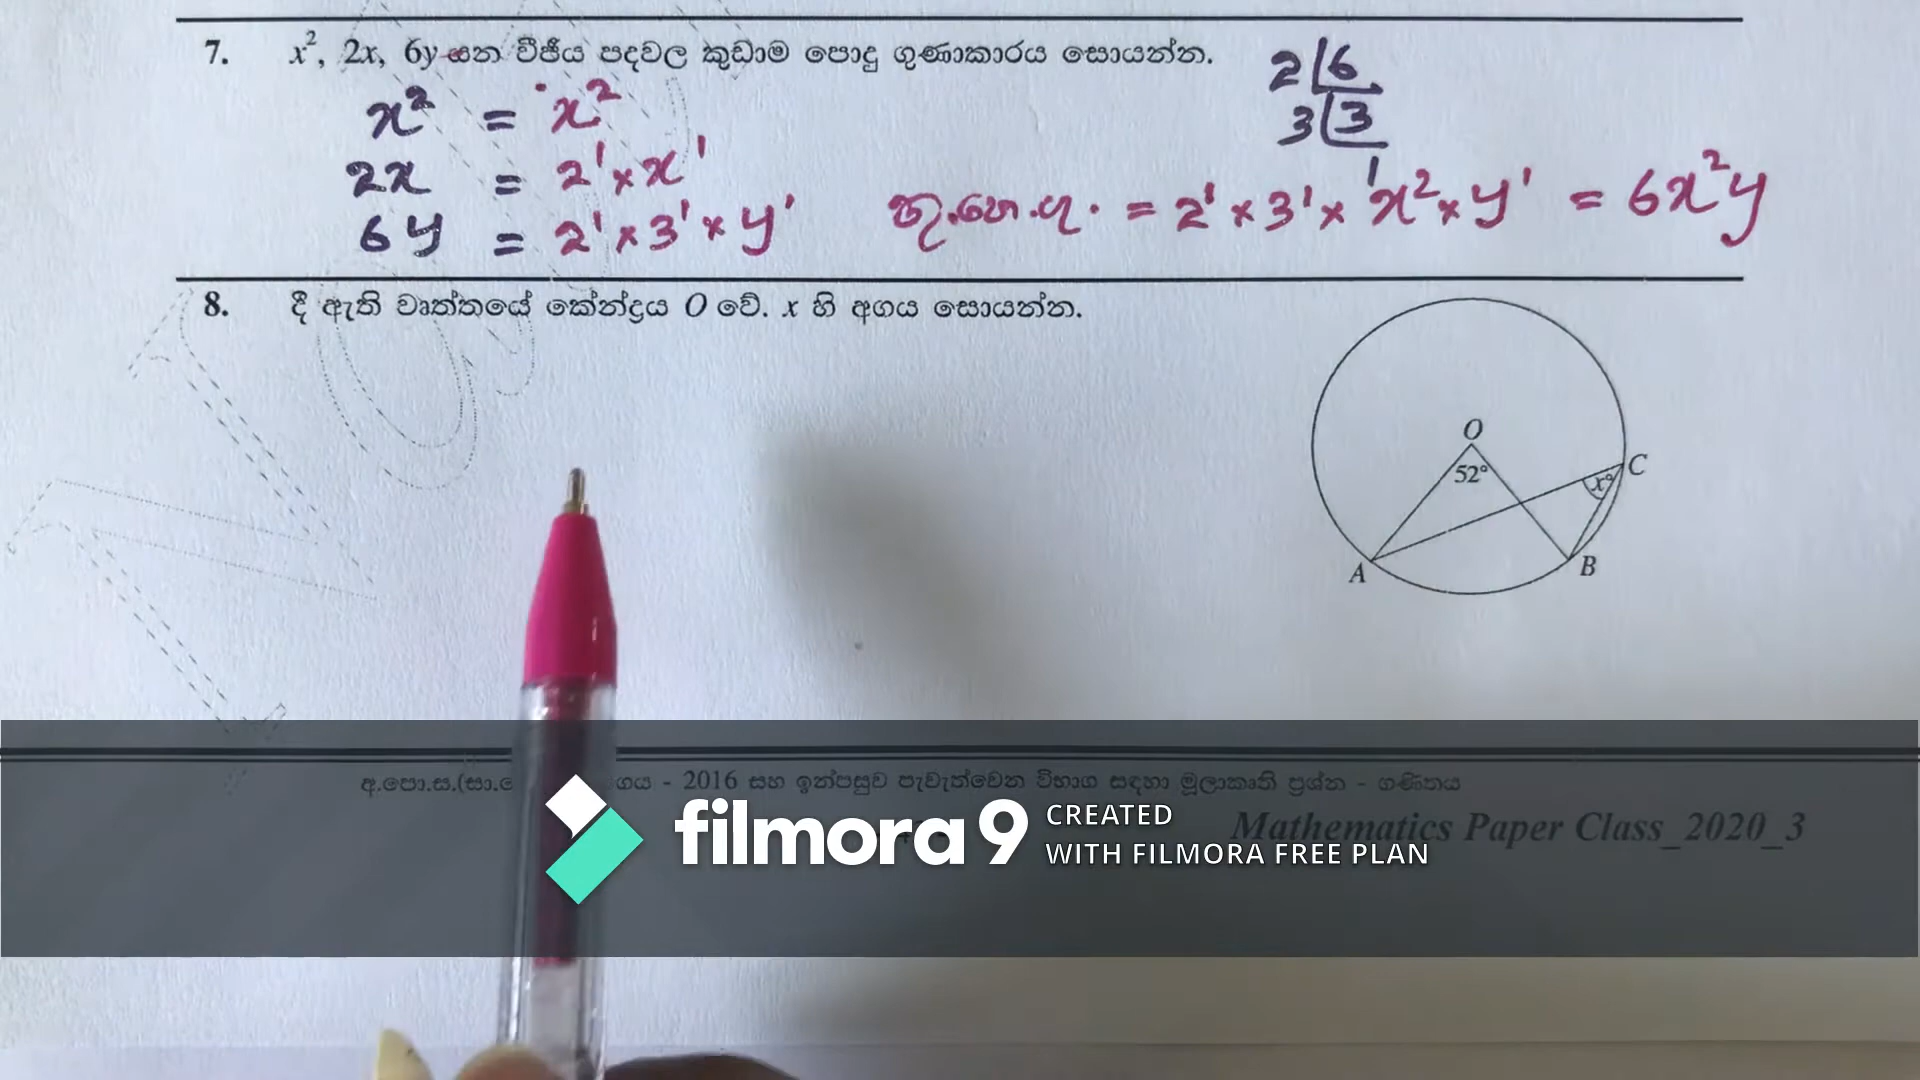 7. x², 2x, 6y යන වීජීය පදවල කුඩාම පොදු ගුණාකාරය සොයන්න.
2 6
3 3
1
x² = x²
2x = 2¹ × x¹
6y = 2¹ × 3¹ × y¹
කු.පො.ගු. = 2¹ × 3¹ × x² × y¹ = 6x²y
8. දී ඇති වෘත්තයේ කේන්ද්‍රය O වේ. x හි අගය සොයන්න.
O
52°
C
x°
A
B
අ.පො.ස.(සා.පෙ ගය - 2016 සහ ඉන්පසුව පැවැත්වෙන විභාග සඳහා මූලාකෘති ප්‍රශ්න - ගණිතය
Mathematics Paper Class_2020_3
filmora 9 CREATED
WITH FILMORA FREE PLAN